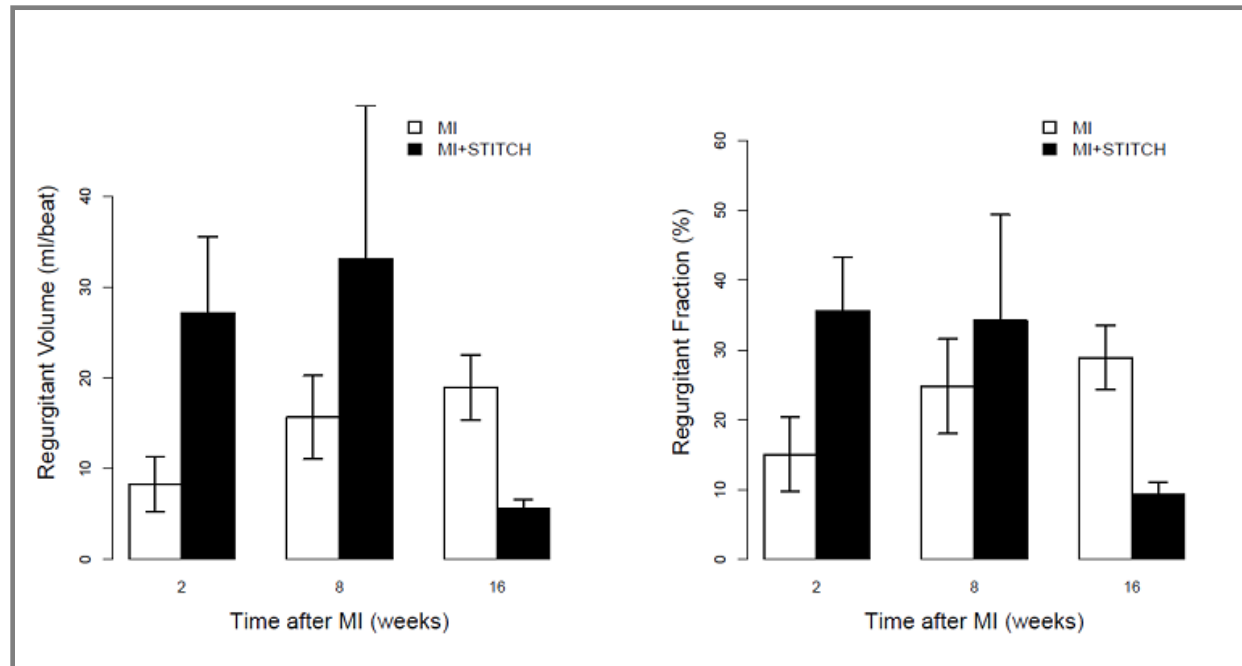 MI
MI+STITCH
Regurgitant Volume (ml/beat)
40
30
20
10
0
2 8 16
Time after MI (weeks)
MI
MI+STITCH
Regurgitant Fraction (%)
60
50
40
30
20
10
0
2 8 16
Time after MI (weeks)